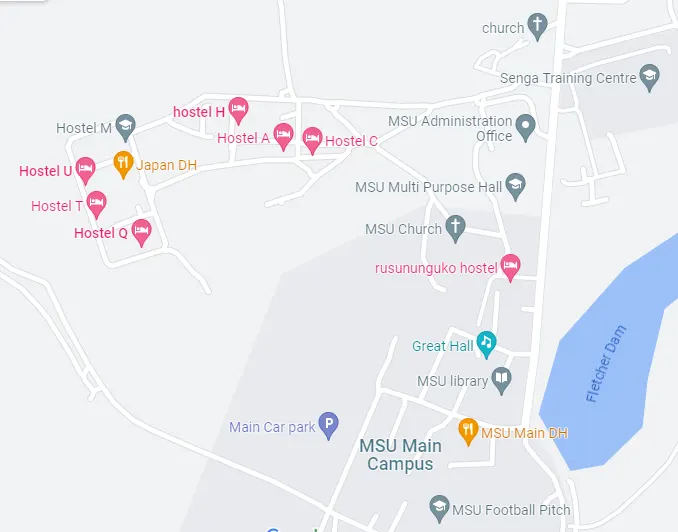 church
Senga Training Centre
hostel H
Hostel M
MSU Administration
Office
Hostel A
Hostel C
Japan DH
Hostel U
MSU Multi Purpose Hall
Hostel T
Hostel Q
MSU Church
rusununguko hostel
Great Hall
Fletcher Dam
MSU library
Main Car park
P
MSU Main DH
MSU Main
Campus
MSU Football Pitch